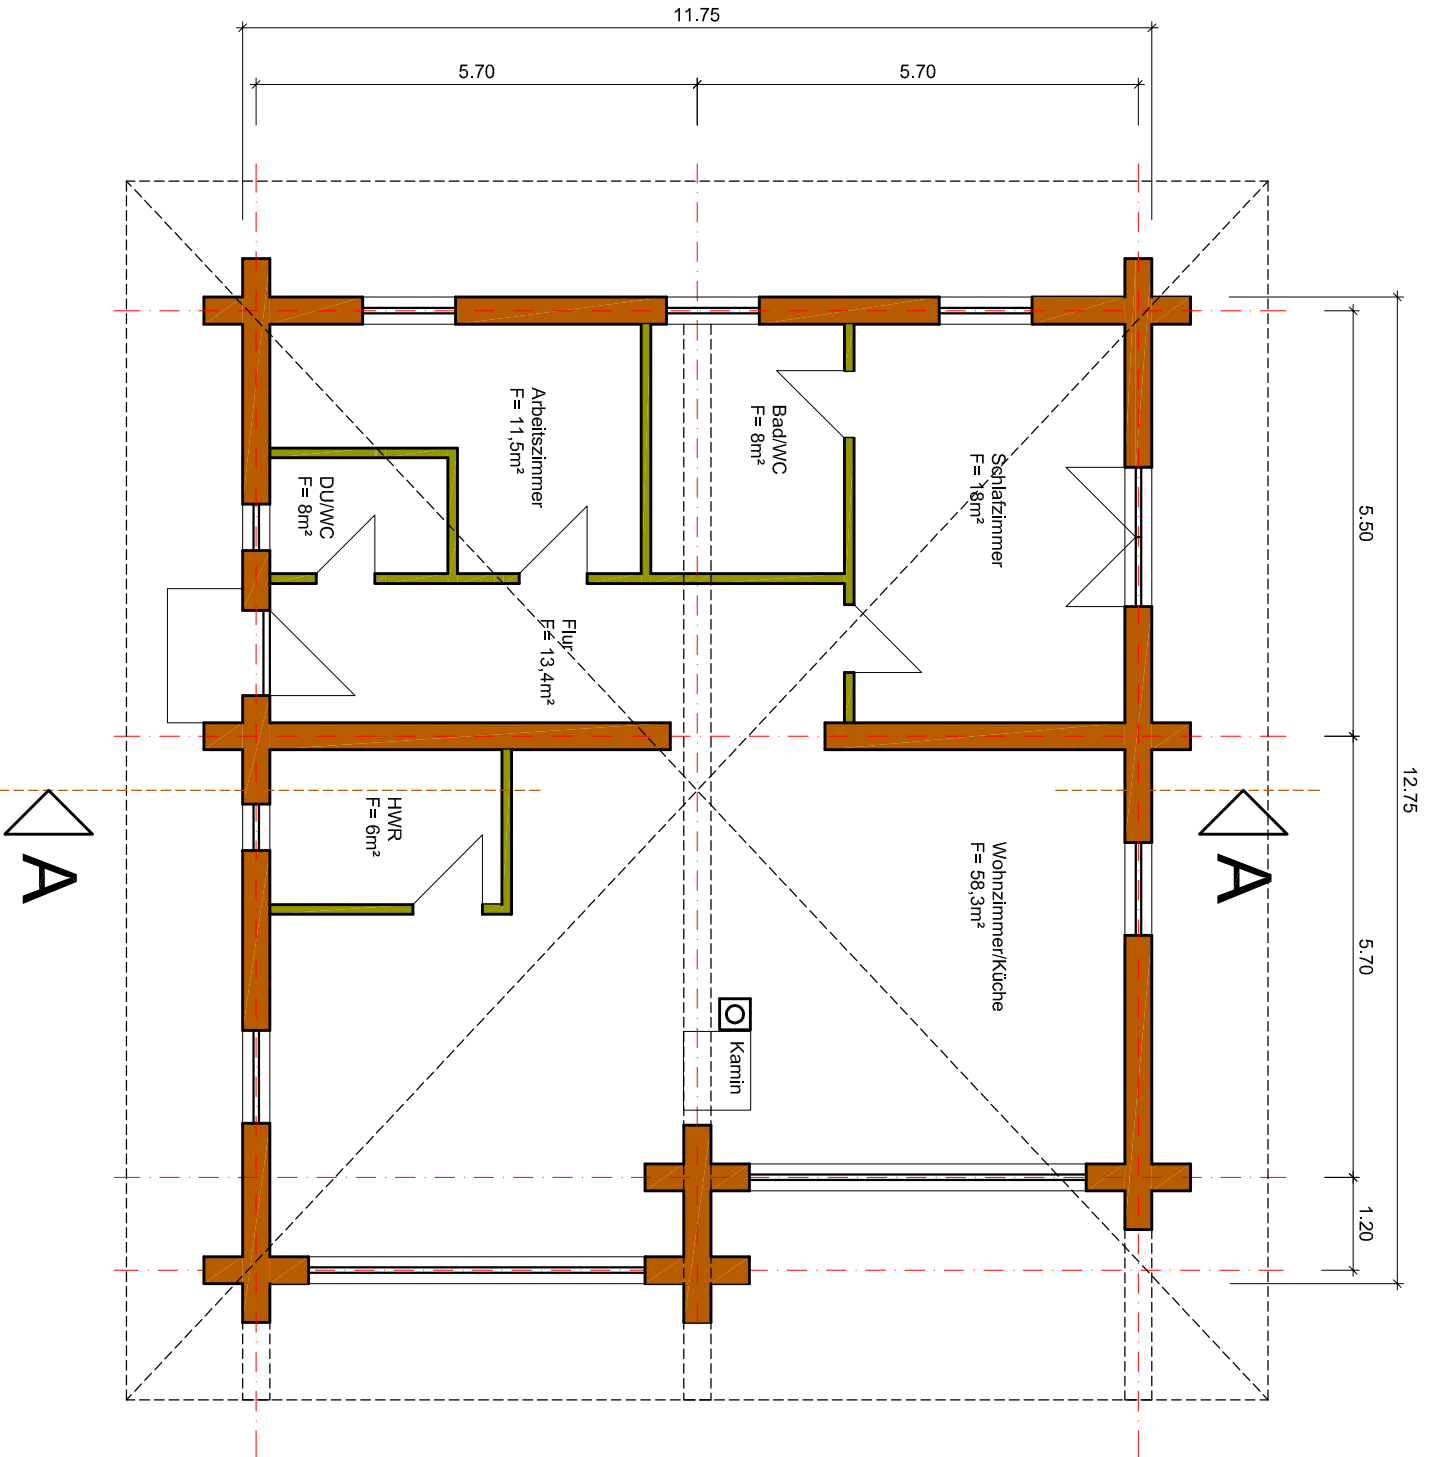 11.75
5.70
5.70
Arbeitszimmer
F= 11,5m²
Bad/WC
F= 8m²
Schlafzimmer
F= 18m²
DU/WC
F= 8m²
5.50
Flur
F= 13,4m²
12.75
HWR
F= 6m²
Wohnzimmer/Küche
F= 58,3m²
A
A
5.70
Kamin
1.20